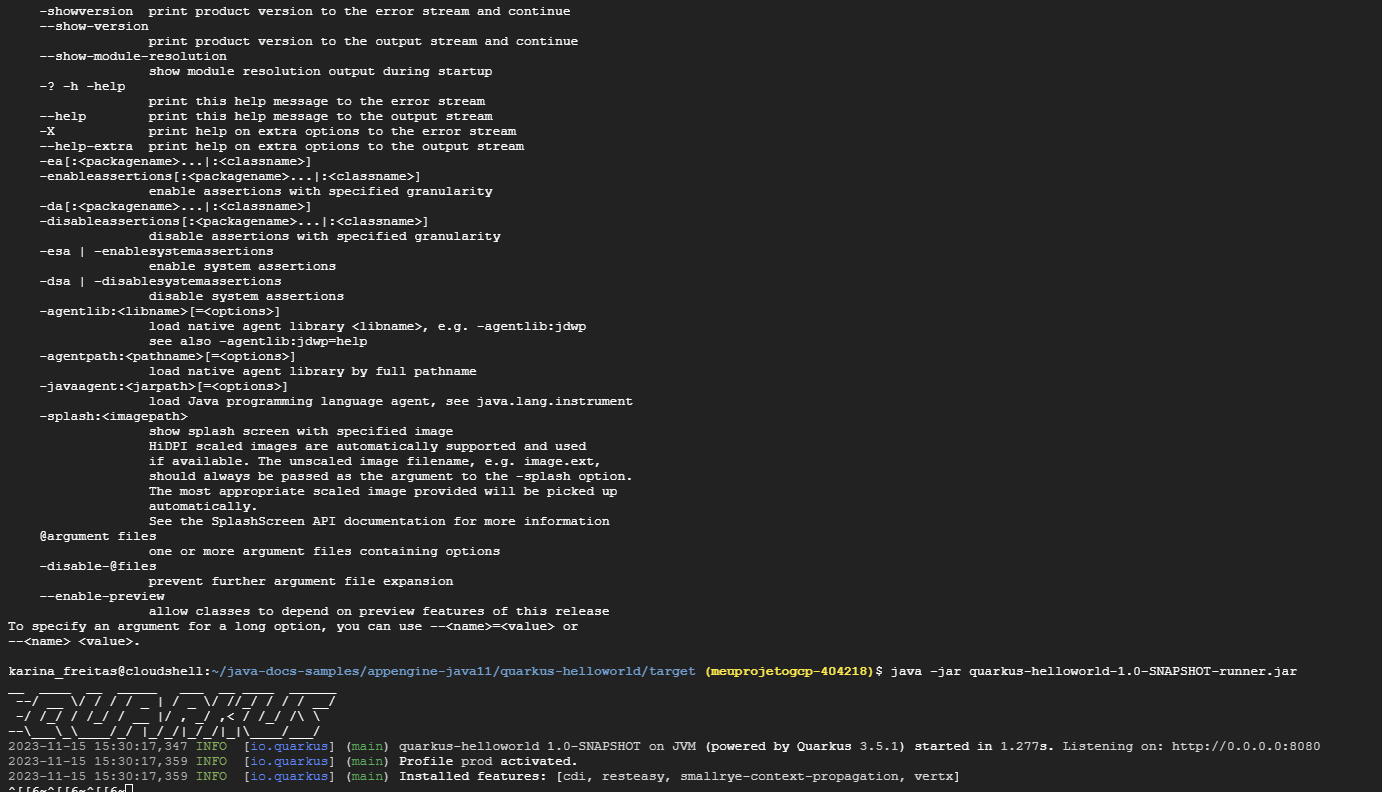 -showversion  print product version to the error stream and continue
    --show-version
                  print product version to the output stream and continue
    --show-module-resolution
                  show module resolution output during startup
    -? -h -help
                  print this help message to the error stream
    --help        print this help message to the output stream
    -X            print help on extra options to the error stream
    --help-extra  print help on extra options to the output stream
    -ea[:<packagename>...|:<classname>]
    -enableassertions[:<packagename>...|:<classname>]
                  enable assertions with specified granularity
    -da[:<packagename>...|:<classname>]
    -disableassertions[:<packagename>...|:<classname>]
                  disable assertions with specified granularity
    -esa | -enablesystemassertions
                  enable system assertions
    -dsa | -disablesystemassertions
                  disable system assertions
    -agentlib:<libname>[=<options>]
                  load native agent library <libname>, e.g. -agentlib:jdwp
                  see also -agentlib:jdwp=help
    -agentpath:<pathname>[=<options>]
                  load native agent library by full pathname
    -javaagent:<jarpath>[=<options>]
                  load Java programming language agent, see java.lang.instrument
    -splash:<imagepath>
                  show splash screen with specified image
                  HiDPI scaled images are automatically supported and used
                  if available. The unscaled image filename, e.g. image.ext,
                  should always be passed as the argument to the -splash option.
                  The most appropriate scaled image provided will be picked up
                  automatically.
                  See the SplashScreen API documentation for more information
    @argument files
                  one or more argument files containing options
    -disable-@files
                  prevent further argument file expansion
    --enable-preview
                  allow classes to depend on preview features of this release
To specify an argument for a long option, you can use --<name>=<value> or
--<name> <value>.

karina_freitas@cloudshell:~/java-docs-samples/appengine-java11/quarkus-helloworld/target (meuprojetogcp-404218)$ java -jar quarkus-helloworld-1.0-SNAPSHOT-runner.jar
__  ____  __  _____   ___  __ ____  ______
 --/ __ \/ / / / _ | / _ \/ //_/ / / / __/
 -/ /_/ / /_/ / __ |/ , _/ ,< / /_/ /\ \
--\___\_\____/_/ |_/_/|_/_/|_|\____/___/
2023-11-15 15:30:17,347 INFO  [io.quarkus] (main) quarkus-helloworld 1.0-SNAPSHOT on JVM (powered by Quarkus 3.5.1) started in 1.277s. Listening on: http://0.0.0.0:8080
2023-11-15 15:30:17,359 INFO  [io.quarkus] (main) Profile prod activated.
2023-11-15 15:30:17,359 INFO  [io.quarkus] (main) Installed features: [cdi, resteasy, smallrye-context-propagation, vertx]
^[[6~^[[6~^[[6~